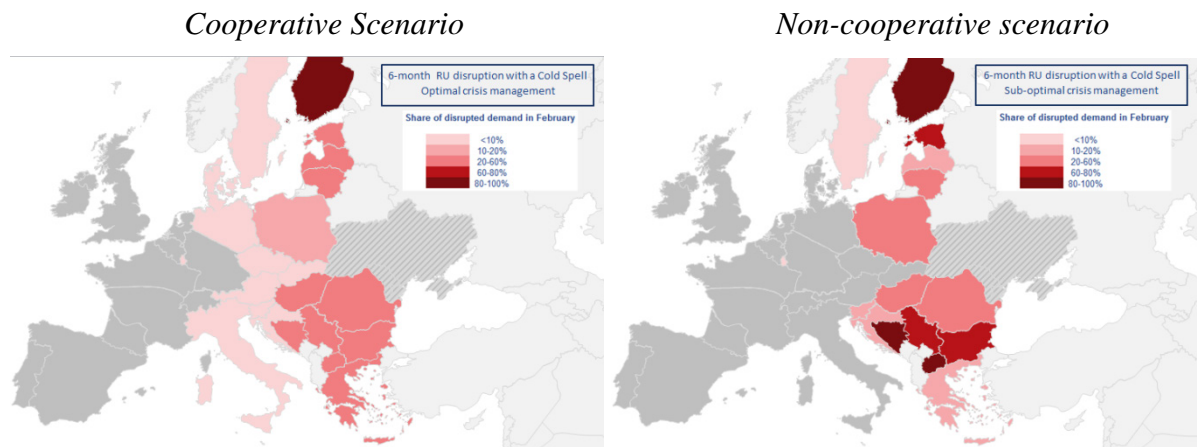 Cooperative Scenario
Non-cooperative scenario
6-month RU disruption with a Cold Spell
Optimal crisis management
Share of disrupted demand in February
<10%
10-20%
20-60%
60-80%
80-100%
6-month RU disruption with a Cold Spell
Sub-optimal crisis management
Share of disrupted demand in February
<10%
10-20%
20-60%
60-80%
80-100%